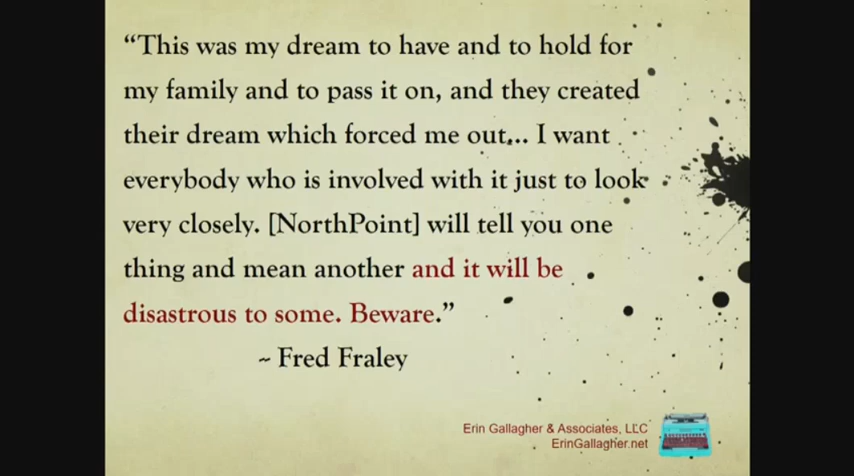 “This was my dream to have and to hold for
my family and to pass it on, and they created
their dream which forced me out... I want
everybody who is involved with it just to look
very closely. [NorthPoint] will tell you one
thing and mean another and it will be
disastrous to some. Beware.”
~ Fred Fraley
Erin Gallagher & Associates, LLC
ErinGallagher.net